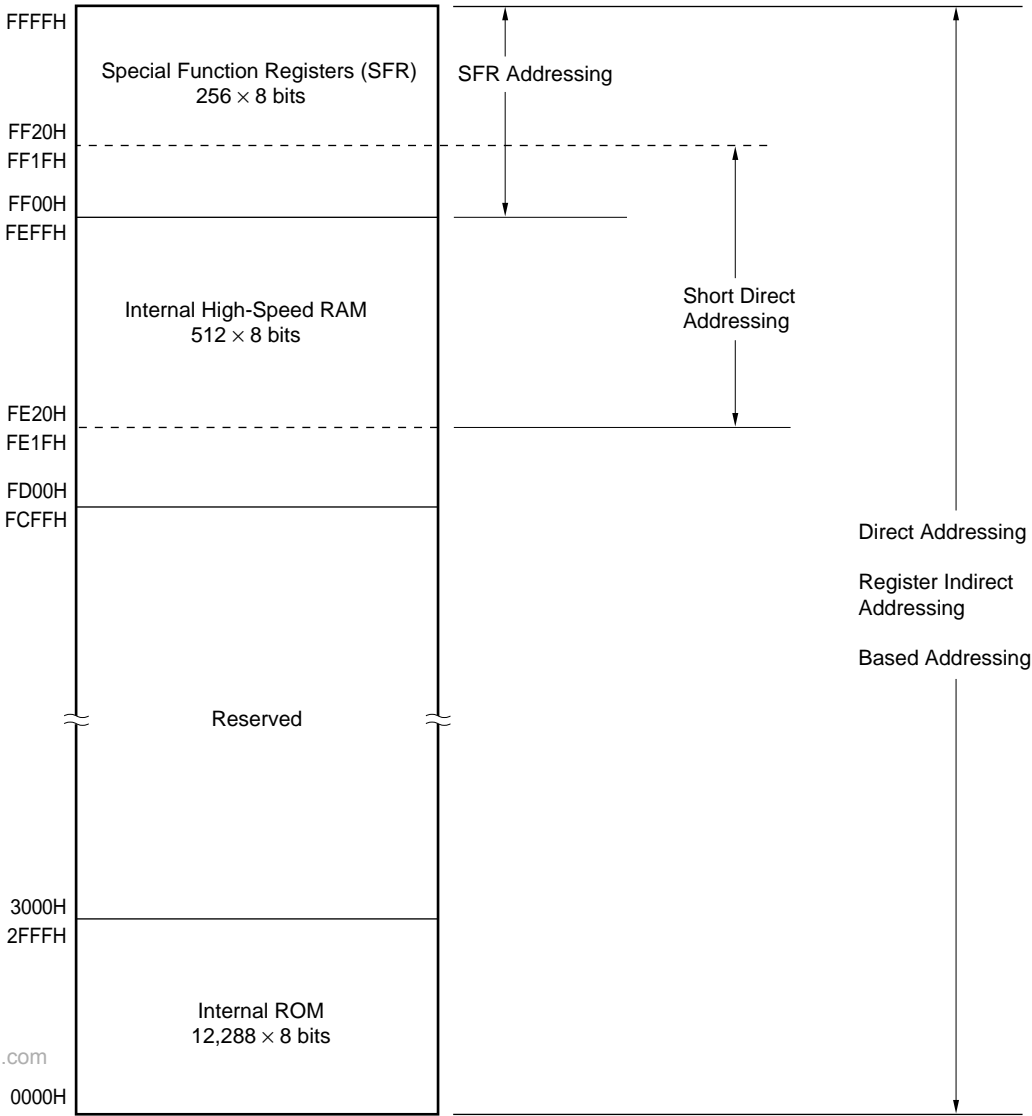 FFFFH
Special Function Registers (SFR)
256 × 8 bits
SFR Addressing
FF20H
FF1FH
FF00H
FEFFH
Internal High-Speed RAM
512 × 8 bits
Short Direct
Addressing
FE20H
FE1FH
FD00H
FCFFH
Direct Addressing
Register Indirect
Addressing
Based Addressing
Reserved
3000H
2FFFH
Internal ROM
12,288 × 8 bits
.com
0000H